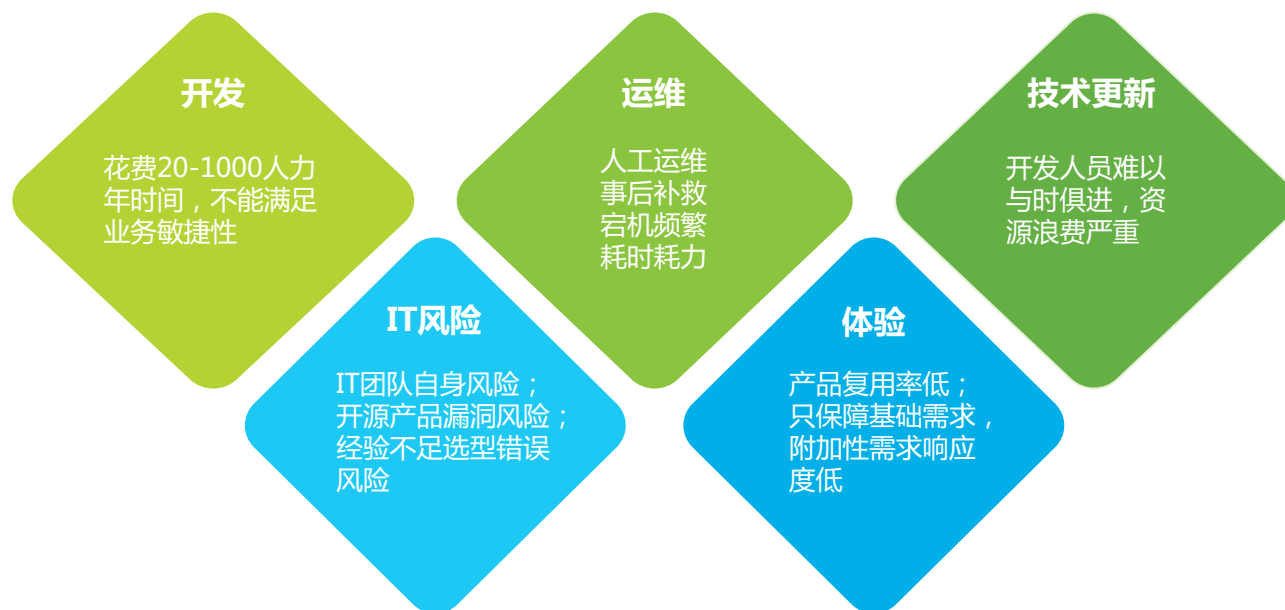 开发
花费20-1000人力
年时间，不能满足
业务敏捷性
运维
人工运维
事后补救
宕机频繁
耗时耗力
技术更新
开发人员难以
与时俱进，资
源浪费严重
IT风险
IT团队自身风险；
开源产品漏洞风险；
经验不足选型错误
风险
体验
产品复用率低；
只保障基础需求，
附加性需求响应
度低